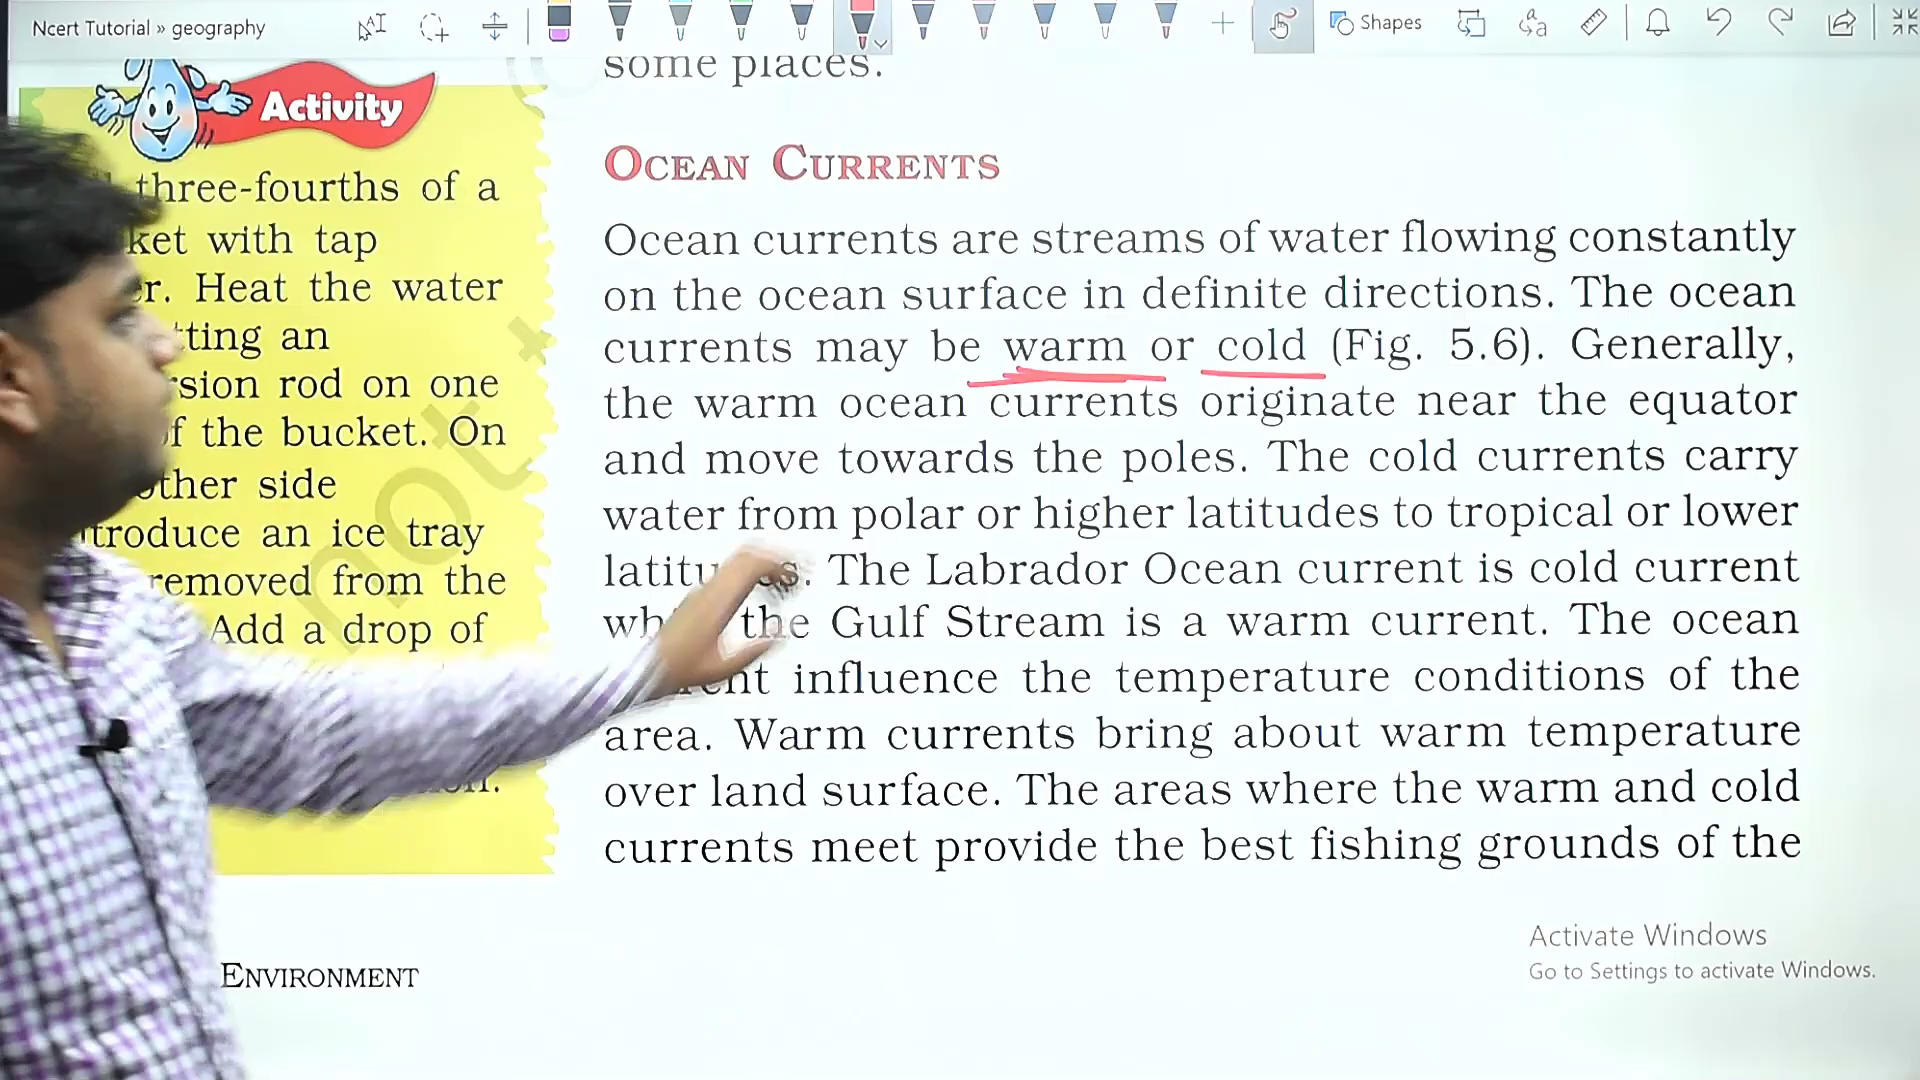 Ncert Tutorial » geography
Shapes
some places.
Activity
three-fourths of a
with tap
Heat the water
an
rod on one
the bucket. On
side
an ice tray
removed from the
Add a drop of
not
OCEAN CURRENTS
Ocean currents are streams of water flowing constantly
on the ocean surface in definite directions. The ocean
currents may be warm or cold (Fig. 5.6). Generally,
the warm ocean currents originate near the equator
and move towards the poles. The cold currents carry
water from polar or higher latitudes to tropical or lower
The Labrador Ocean current is cold current
the Gulf Stream is a warm current. The ocean
influence the temperature conditions of the
area. Warm currents bring about warm temperature
over land surface. The areas where the warm and cold
currents meet provide the best fishing grounds of the
ENVIRONMENT
Activate Windows
Go to Settings to activate Windows.